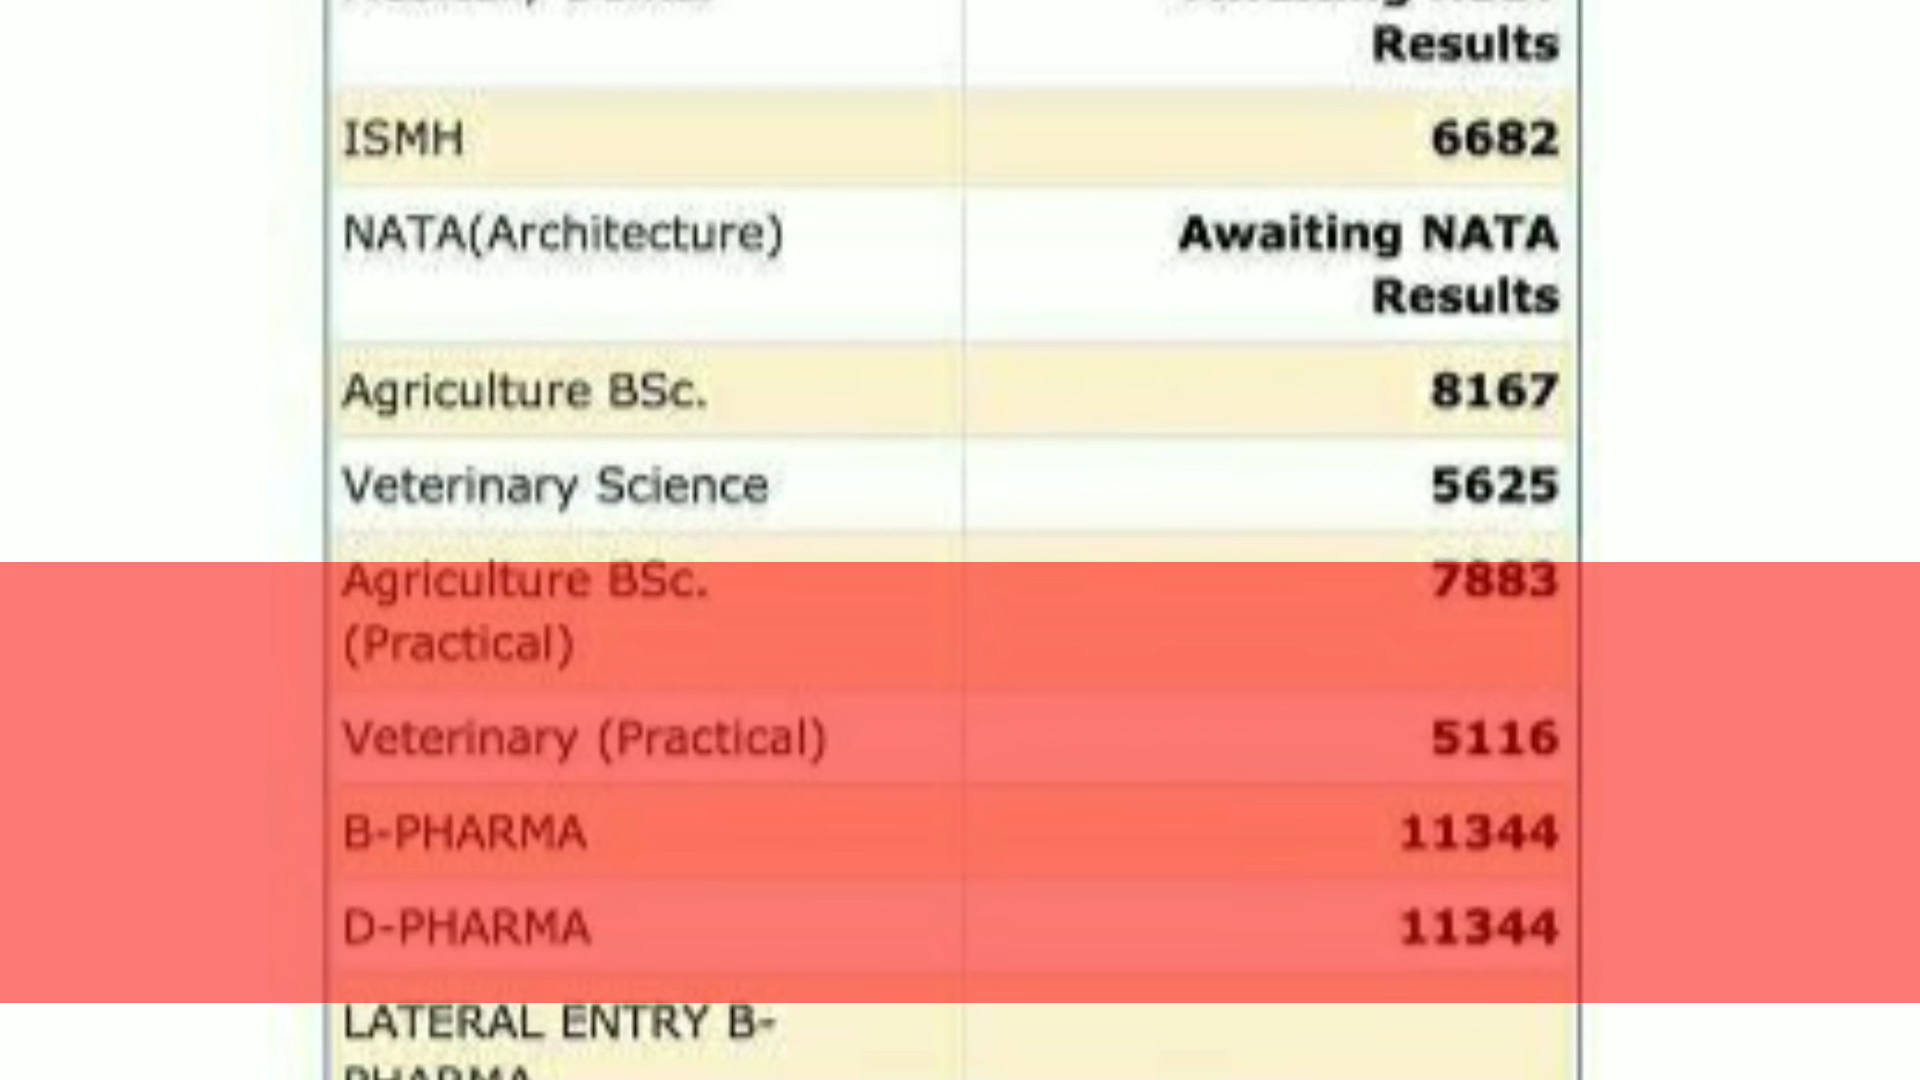 Results
ISMH 6682
NATA(Architecture) Awaiting NATA
Results
Agriculture BSc. 8167
Veterinary Science 5625
Agriculture BSc. 7883
(Practical)
Veterinary (Practical) 5116
B-PHARMA 11344
D-PHARMA 11344
LATERAL ENTRY B-
PHARMA